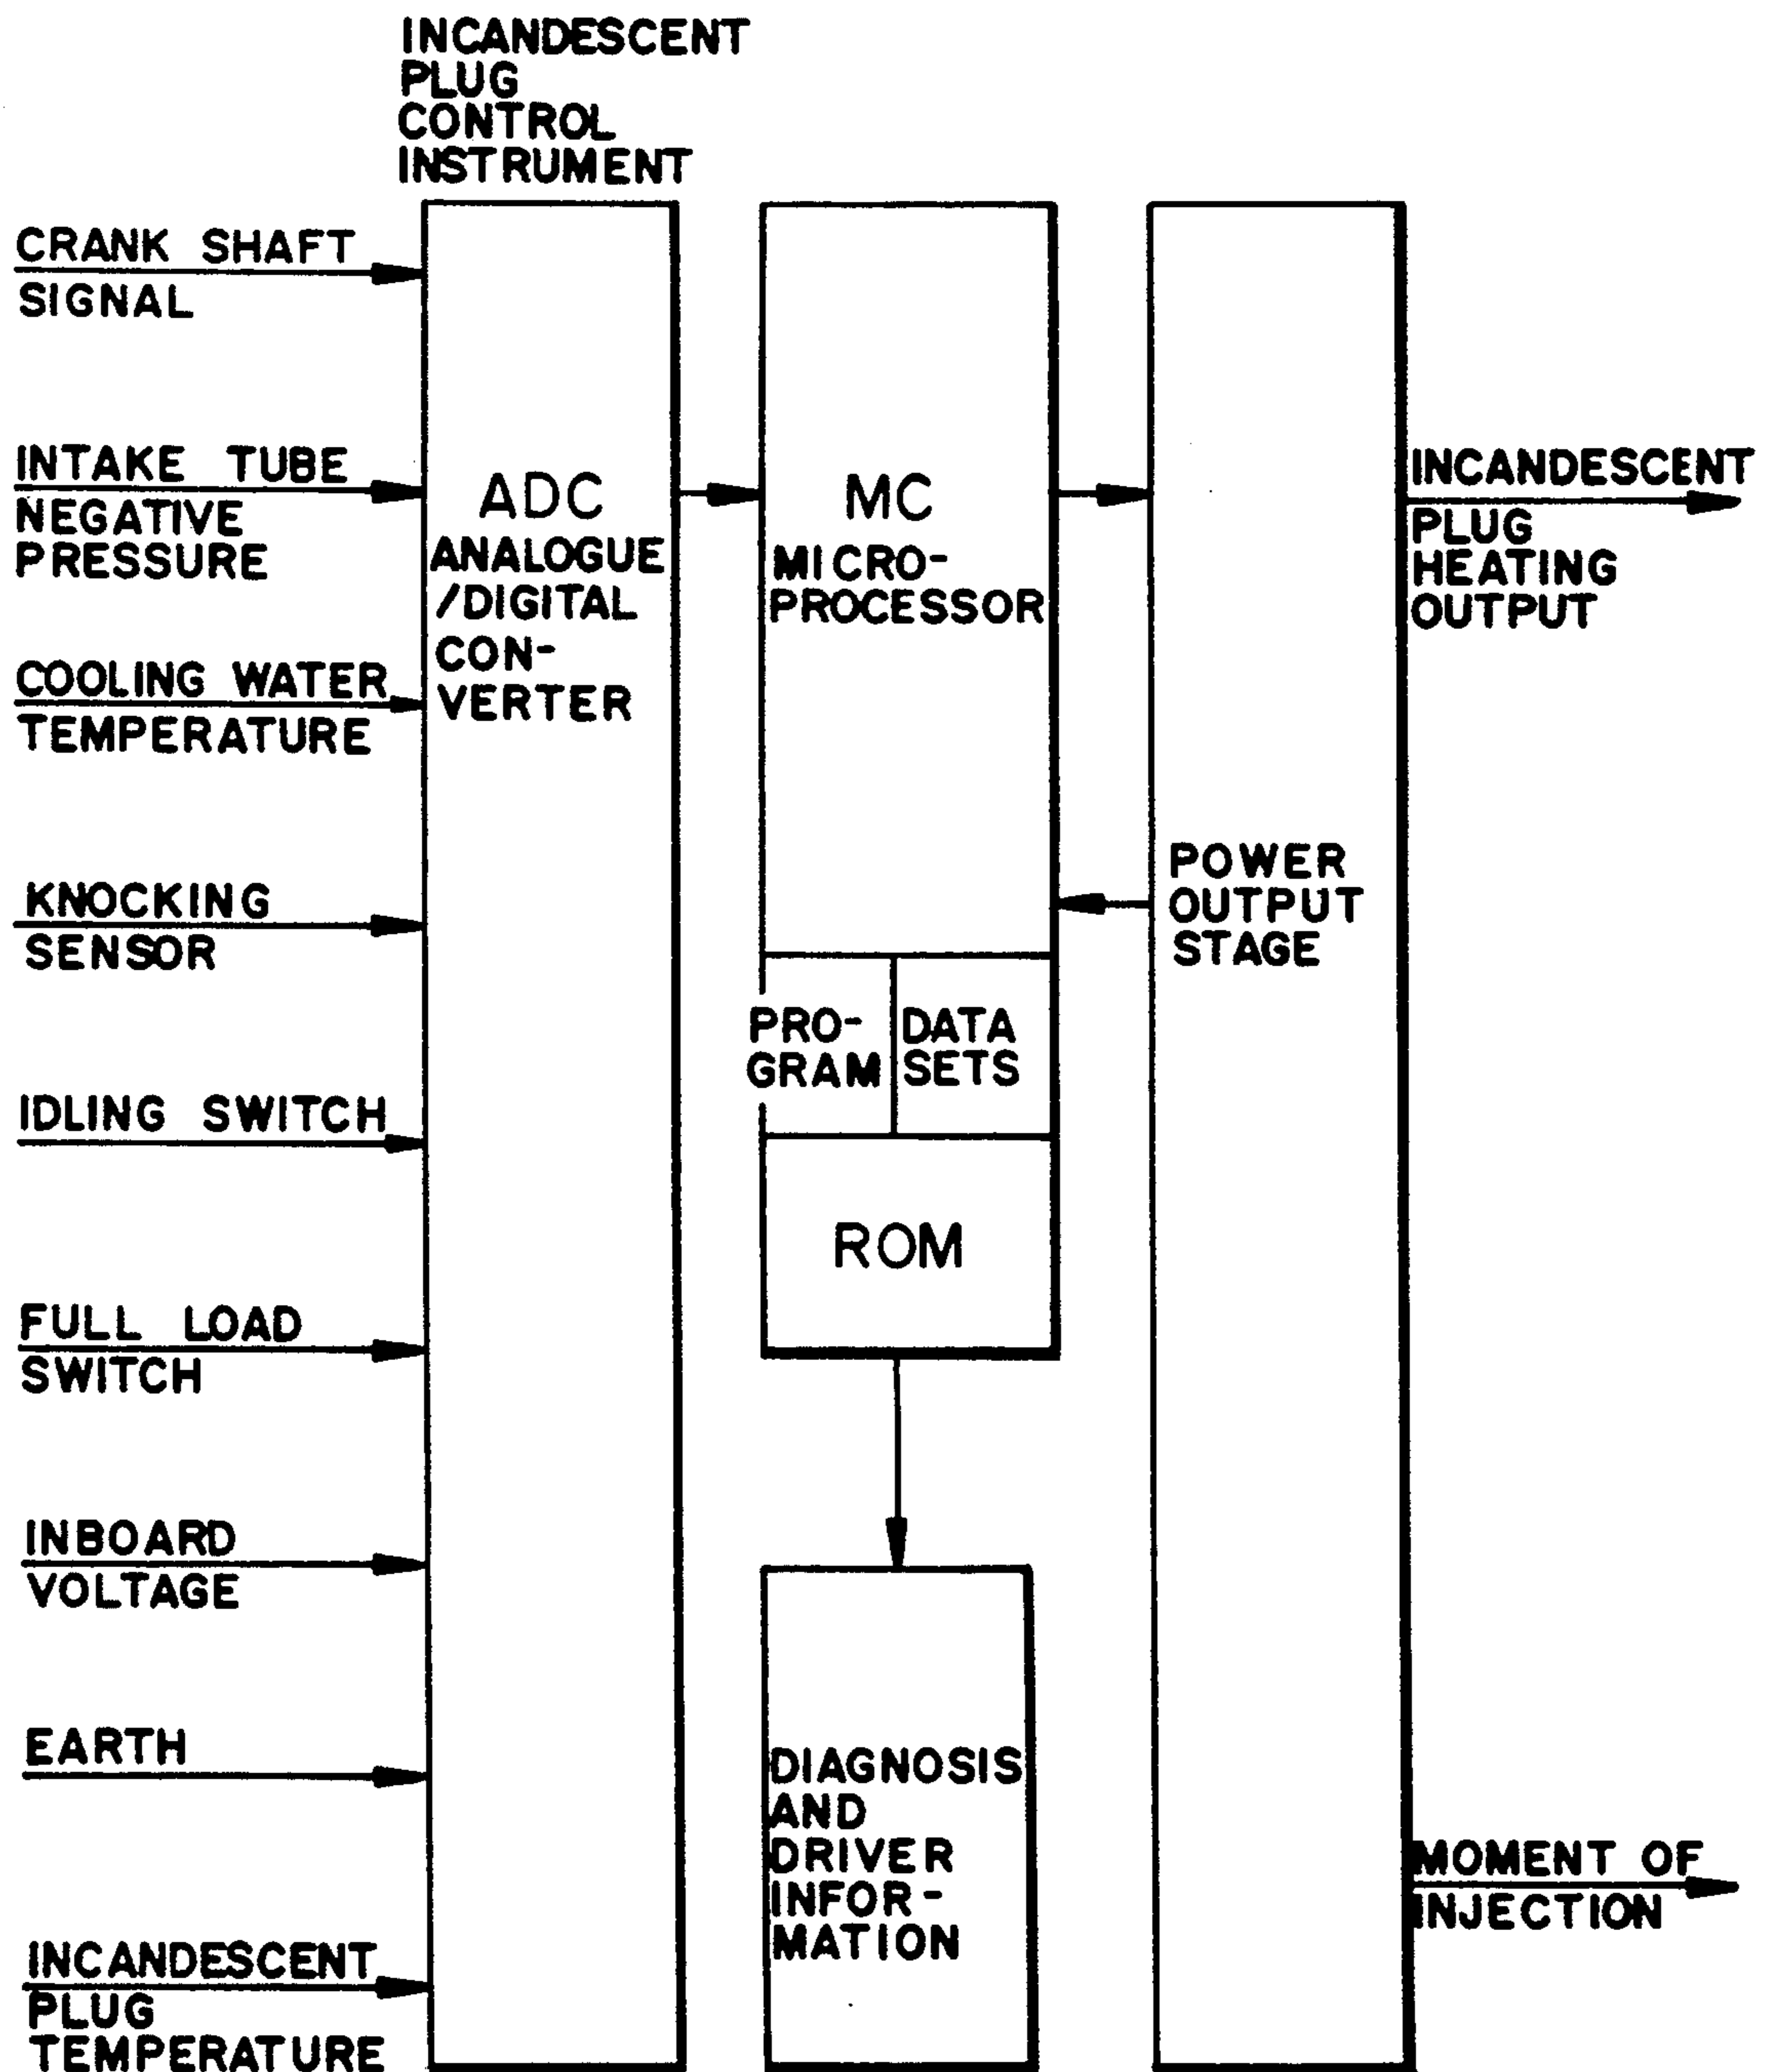 INCANDESCENT
PLUG
CONTROL
INSTRUMENT
CRANK SHAFT
SIGNAL
INTAKE TUBE
NEGATIVE
PRESSURE
COOLING WATER
TEMPERATURE
KNOCKING
SENSOR
IDLING SWITCH
FULL LOAD
SWITCH
INBOARD
VOLTAGE
EARTH
INCANDESCENT
PLUG
TEMPERATURE
ADC
ANALOGUE
/DIGITAL
CON-
VERTER
MC
MICRO-
PROCESSOR
PRO-
GRAM
DATA
SETS
ROM
DIAGNOSIS
AND
DRIVER
INFOR-
MATION
POWER
OUTPUT
STAGE
INCANDESCENT
PLUG
HEATING
OUTPUT
MOMENT OF
INJECTION